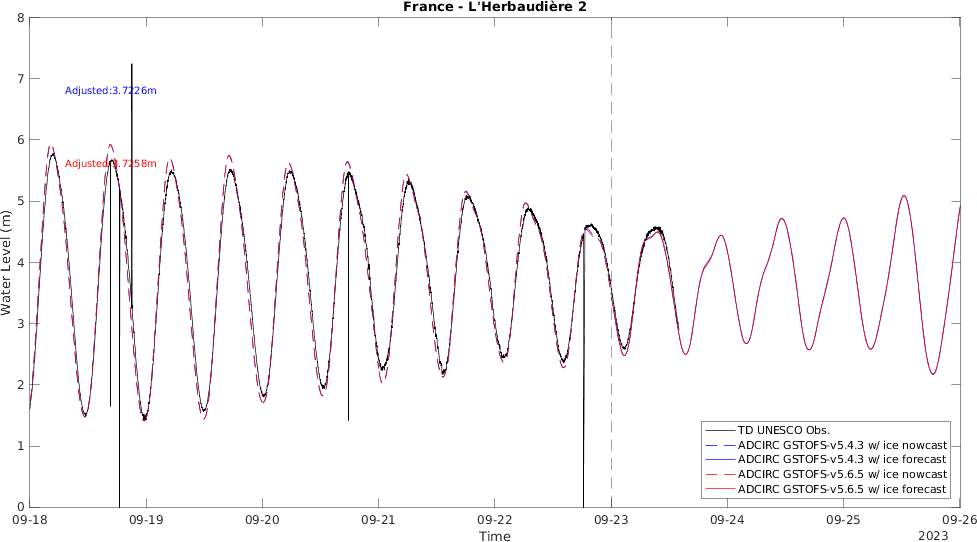 France - L'Herbaudière 2
8
7
6
5
4
3
2
1
0
Water Level (m)
Adjusted:3.7226m
Adjusted:3.7258m
TD UNESCO Obs.
ADCIRC GSTOFS-v5.4.3 w/ ice nowcast
ADCIRC GSTOFS-v5.4.3 w/ ice forecast
ADCIRC GSTOFS-v5.6.5 w/ ice nowcast
ADCIRC GSTOFS-v5.6.5 w/ ice forecast
09-18 09-19 09-20 09-21 09-22 09-23 09-24 09-25 09-26
Time
2023